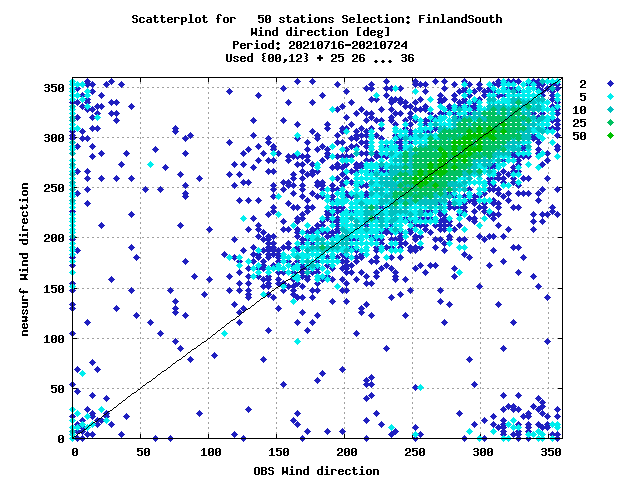 Scatterplot for   50 stations Selection: FinlandSouth
Wind direction [deg]
Period: 20210716-20210724
Used {00,12} + 25 26 ... 36
2
5
10
25
50
350
300
250
200
150
100
50
0
newsurf Wind direction
0 50 100 150 200 250 300 350
OBS Wind direction